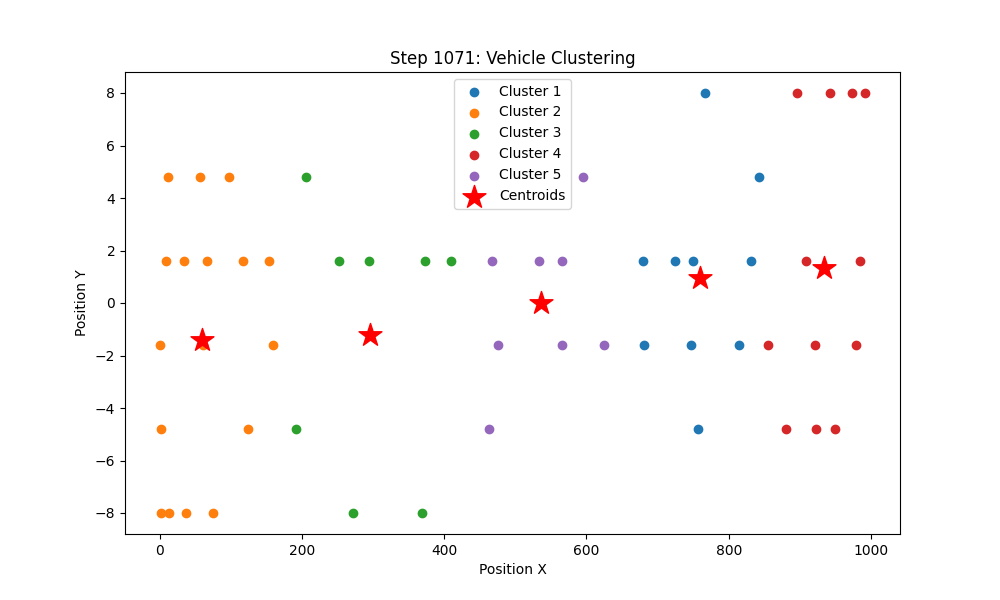 Step 1071: Vehicle Clustering
Cluster 1
Cluster 2
Cluster 3
Cluster 4
Cluster 5
Centroids
Position Y
8
6
4
2
0
−2
−4
−6
−8
0 200 400 600 800 1000
Position X